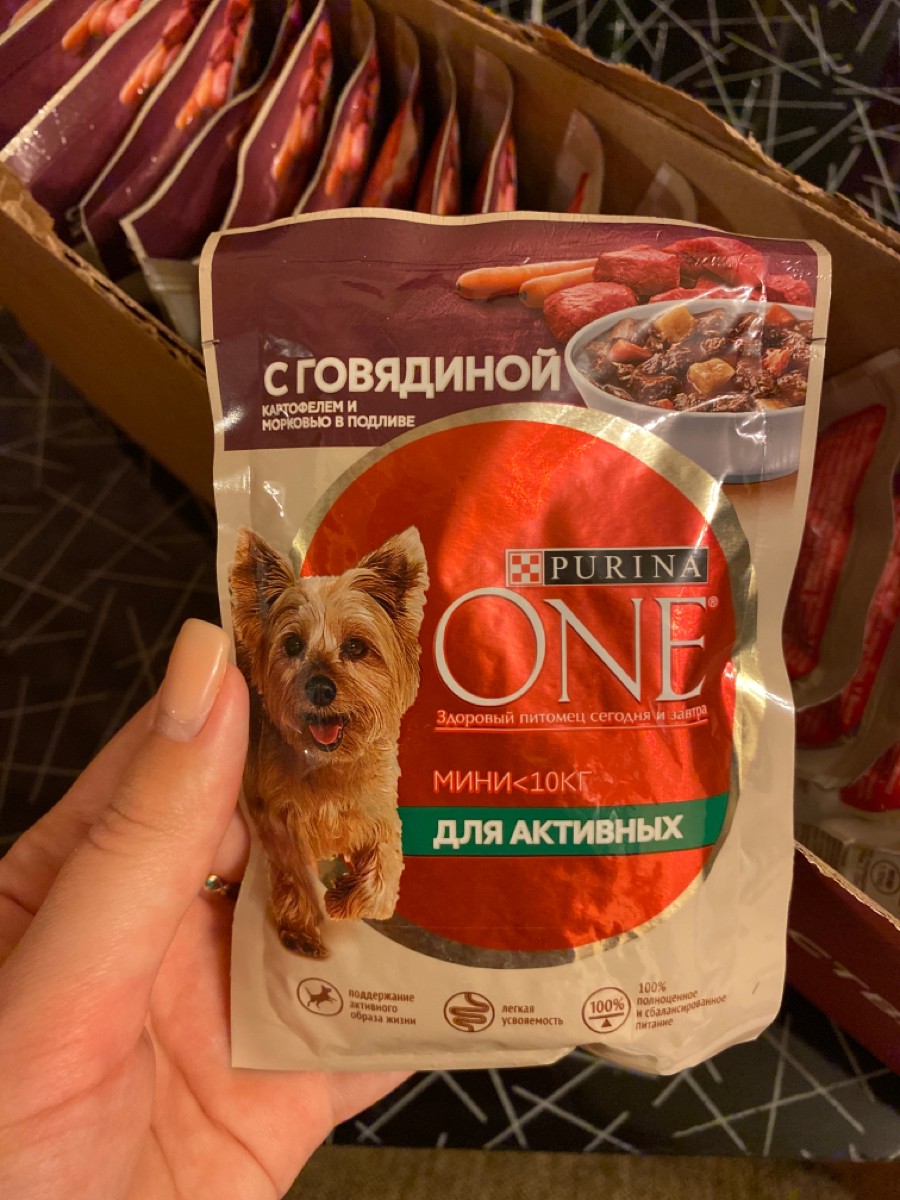 С ГОВЯДИНОЙ
КАРТОФЕЛЕМ И
МОРКОВЬЮ В ПОДЛИВЕ
PURINA
ONE®
Здоровый питомец сегодня и завтра
МИНИ<10КГ
ДЛЯ АКТИВНЫХ
поддержание
активного
образа жизни
легкая
усвояемость
100%
100%
полноценное
и сбалансированное
питание